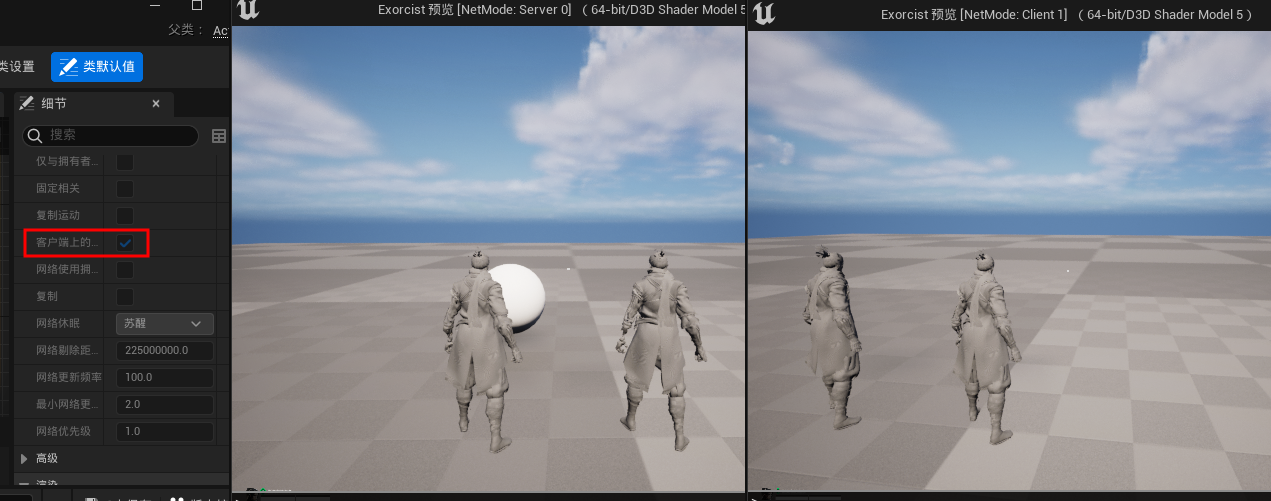 Exorcist 预览 [NetMode: Server 0] （ 64-bit/D3D Shader Model 5
Exorcist 预览 [NetMode: Client 1] （ 64-bit/D3D Shader Model 5 ）
父类：
类设置
类默认值
细节
搜索
仅与拥有者...
固定相关
复制运动
客户端上的...
网络使用拥...
复制
网络休眠 苏醒
网络剔除距... 225000000.0
网络更新频率 100.0
最小网络更... 2.0
网络优先级 1.0
高级
渲染